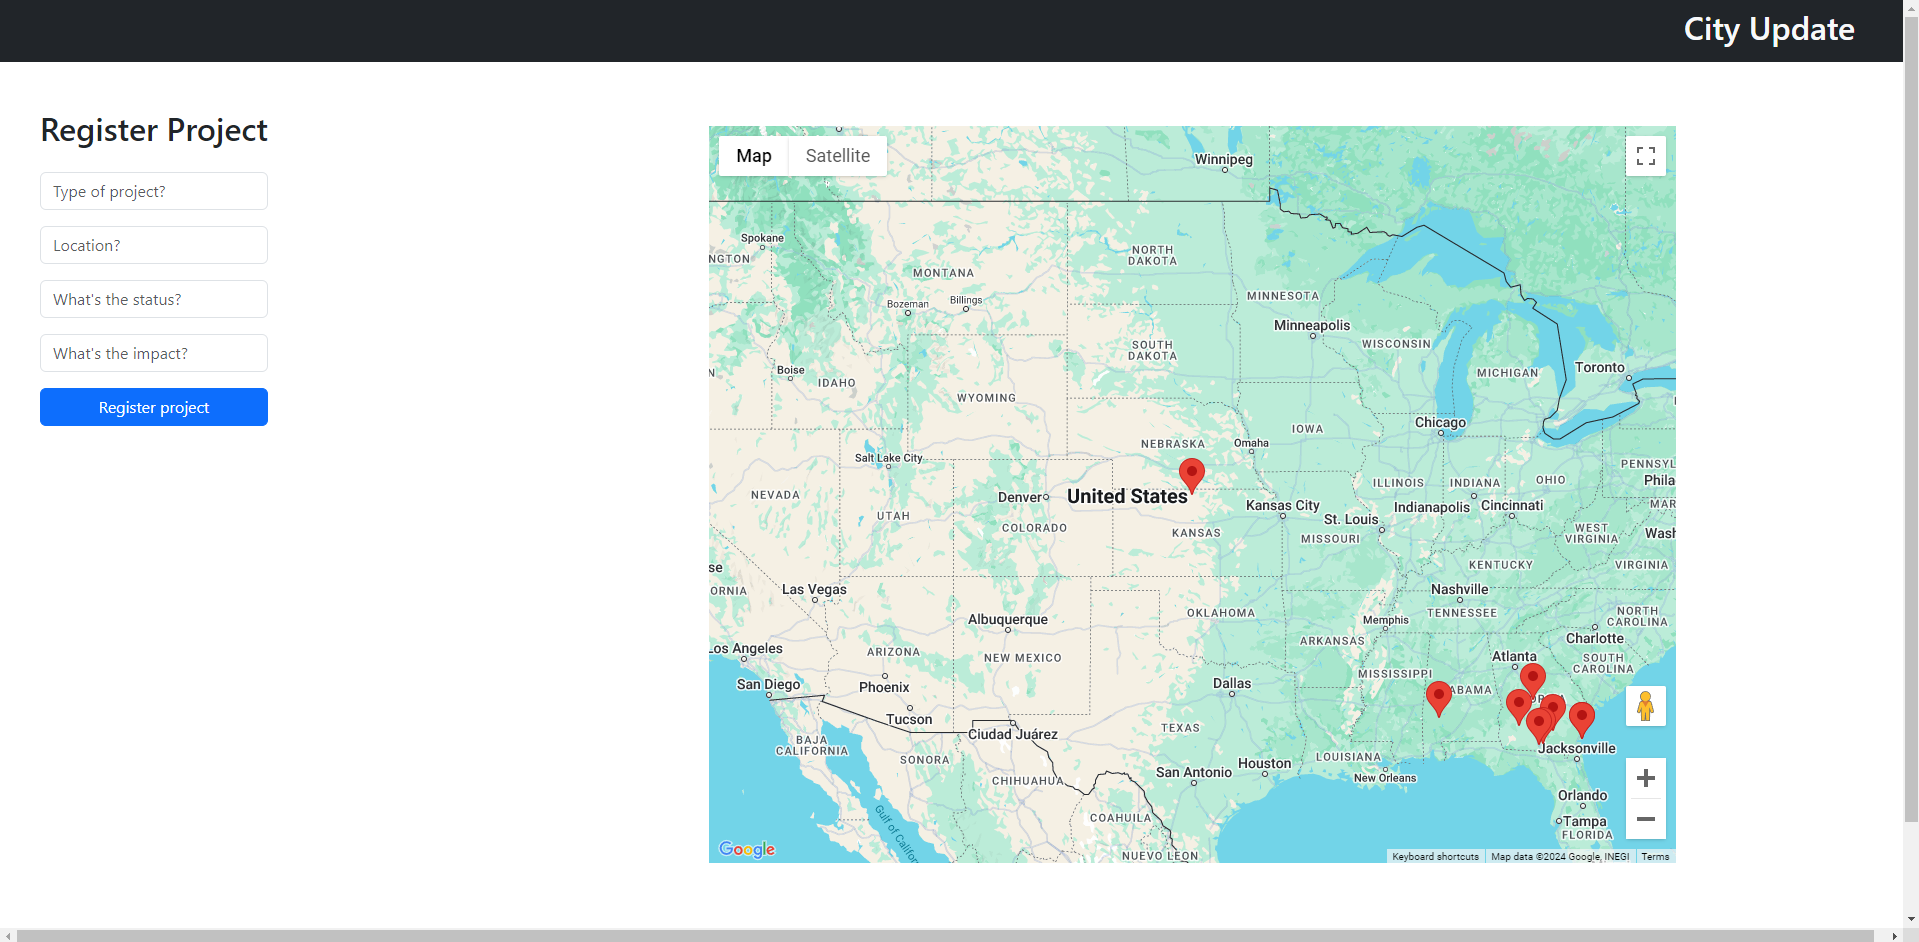 City Update
Register Project
Type of project?
Location?
What's the status?
What's the impact?
Register project
Map
Satellite
Winnipeg
Spokane
NGTON
NORTH
DAKOTA
MONTANA
Bozeman
Billings
MINNESOTA
Minneapolis
SOUTH
DAKOTA
WISCONSIN
MICHIGAN
Toronto
Boise
N
IDAHO
WYOMING
Chicago
IOWA
NEBRASKA
Omaha
Salt Lake City
PENNSYL
Phila
NEVADA
Denver
United States
ILLINOIS
INDIANA
OHIO
Kansas City
Indianapolis
Cincinnati
MAR
UTAH
COLORADO
St. Louis
KANSAS
MISSOURI
WEST
VIRGINIA
Wash
se
ORNIA
KENTUCKY
VIRGINIA
Las Vegas
Nashville
TENNESSEE
Albuquerque
OKLAHOMA
Memphis
NORTH
CAROLINA
Charlotte
ARKANSAS
Los Angeles
ARIZONA
NEW MEXICO
Atlanta
SOUTH
CAROLINA
MISSISSIPPI
San Diego
Phoenix
Dallas
ABAMA
Tucson
Ciudad Juárez
TEXAS
BAJA
CALIFORNIA
SONORA
Jacksonville
LOUISIANA
Houston
San Antonio
New Orleans
CHIHUAHUA
Orlando
Gulf of Califor
COAHUILA
Tampa
FLORIDA
NUEVO LEON
Google
Keyboard shortcuts
Map data ©2024 Google, INEGI
Terms